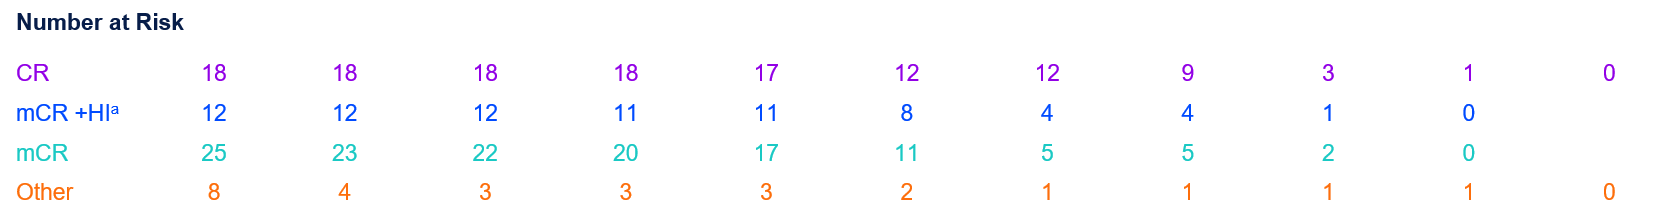 Number at Risk
CR 18 18 18 18 17 12 12 9 3 1 0
mCR +HIᵃ 12 12 12 11 11 8 4 4 1 0
mCR 25 23 22 20 17 11 5 5 2 0
Other 8 4 3 3 3 2 1 1 1 1 0